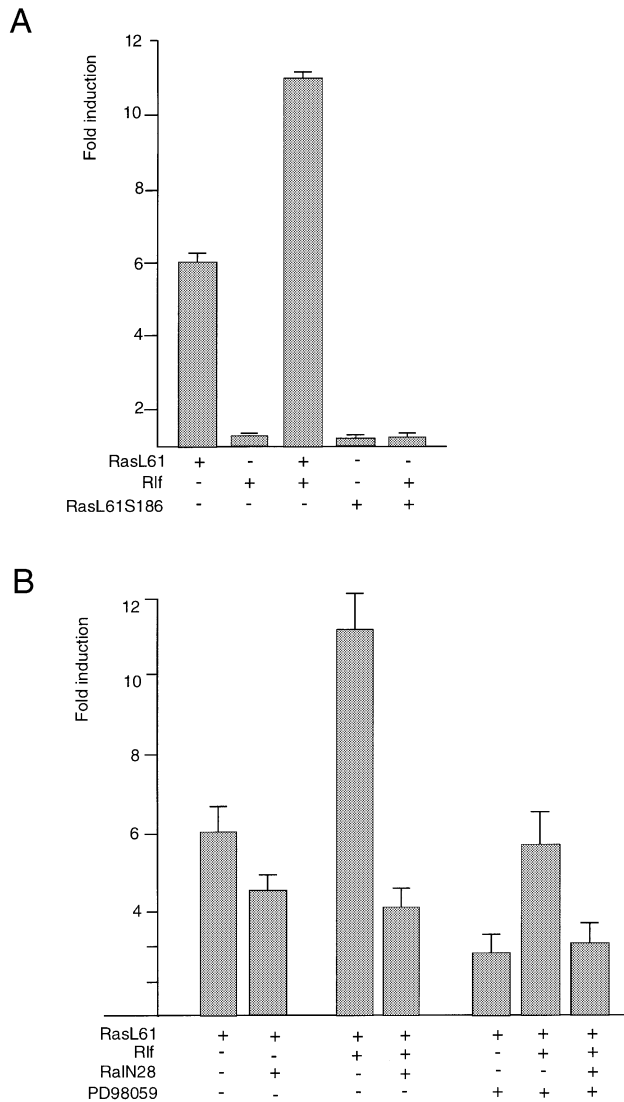 A
Fold induction
12
10
8
6
4
2
RasL61 + - + - -
Rlf - + + - +
RasL61S186 - - - + +
B
Fold induction
12
10
8
6
4
RasL61 + + + + + + +
Rlf - - + + - + +
RalN28 - + - + - - +
PD98059 - - - - + + +